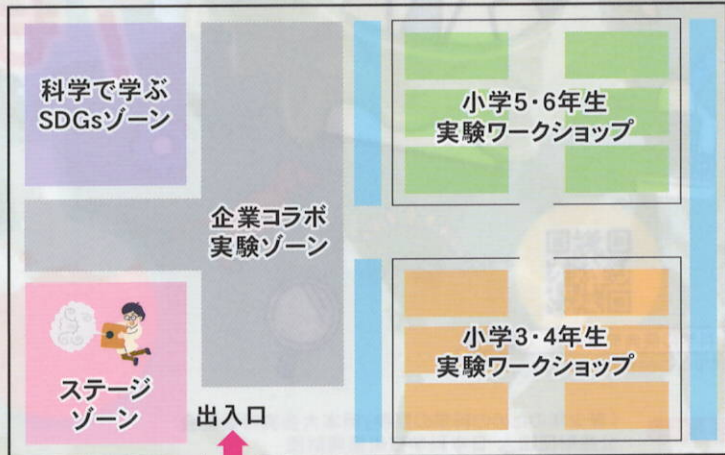 科学で学ぶ
SDGsゾーン
小学5・6年生
実験ワークショップ
企業コラボ
実験ゾーン
小学3・4年生
実験ワークショップ
ステージ
ゾーン
出入口